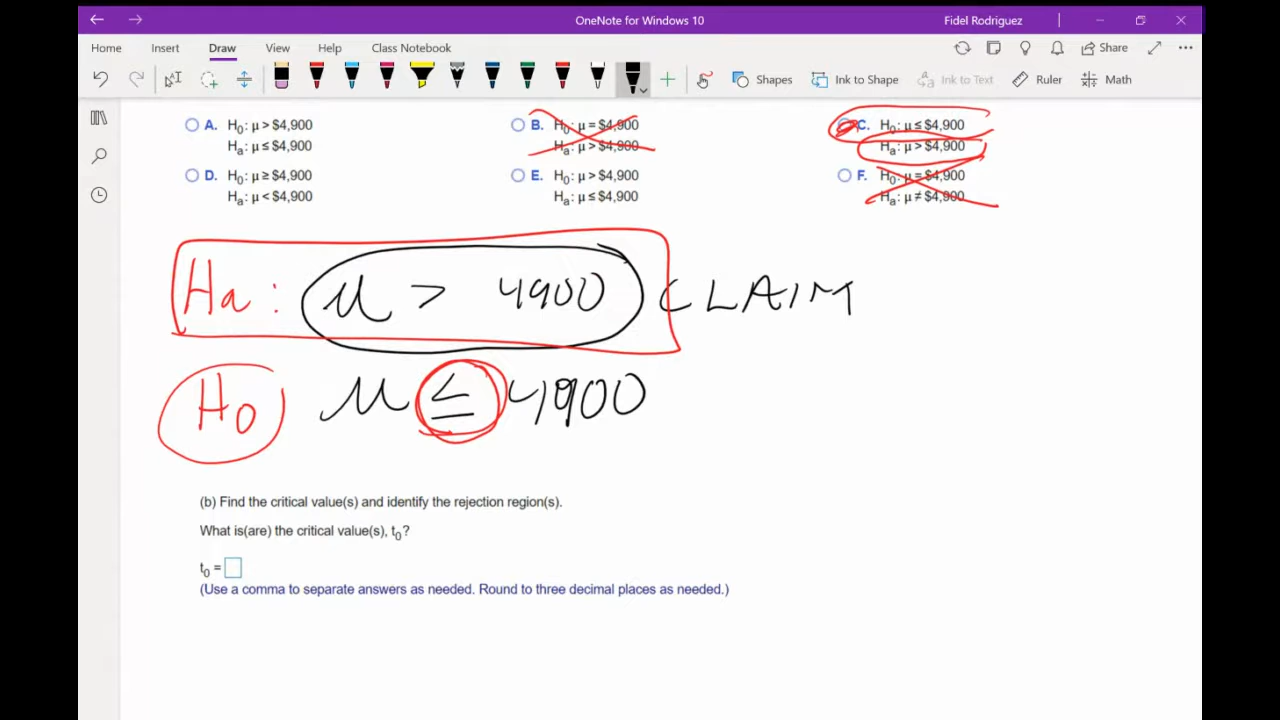 OneNote for Windows 10
Fidel Rodriguez
Home Insert Draw View Help Class Notebook Share
Shapes Ink to Shape Ink to Text Ruler Math
A. H0: μ > $4,900 B. H0: μ = $4,900 C. H0: μ ≤ $4,900
Ha: μ ≤ $4,900 Ha: μ > $4,900 Ha: μ > $4,900
D. H0: μ ≥ $4,900 E. H0: μ > $4,900 F. H0: μ = $4,900
Ha: μ < $4,900 Ha: μ ≤ $4,900 Ha: μ ≠ $4,900
Ha: μ > 4900 CLAIM
H0 μ ≤ 4900
(b) Find the critical value(s) and identify the rejection region(s).
What is(are) the critical value(s), t0?
t0 =
(Use a comma to separate answers as needed. Round to three decimal places as needed.)